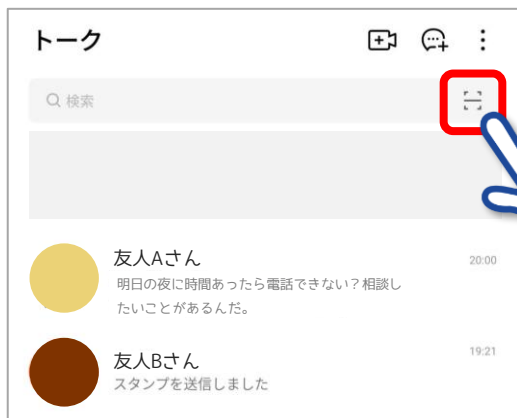 トーク
検索
友人Aさん
20:00
明日の夜に時間あったら電話できない？相談し
たいことがあるんだ。
友人Bさん
19:21
スタンプを送信しました